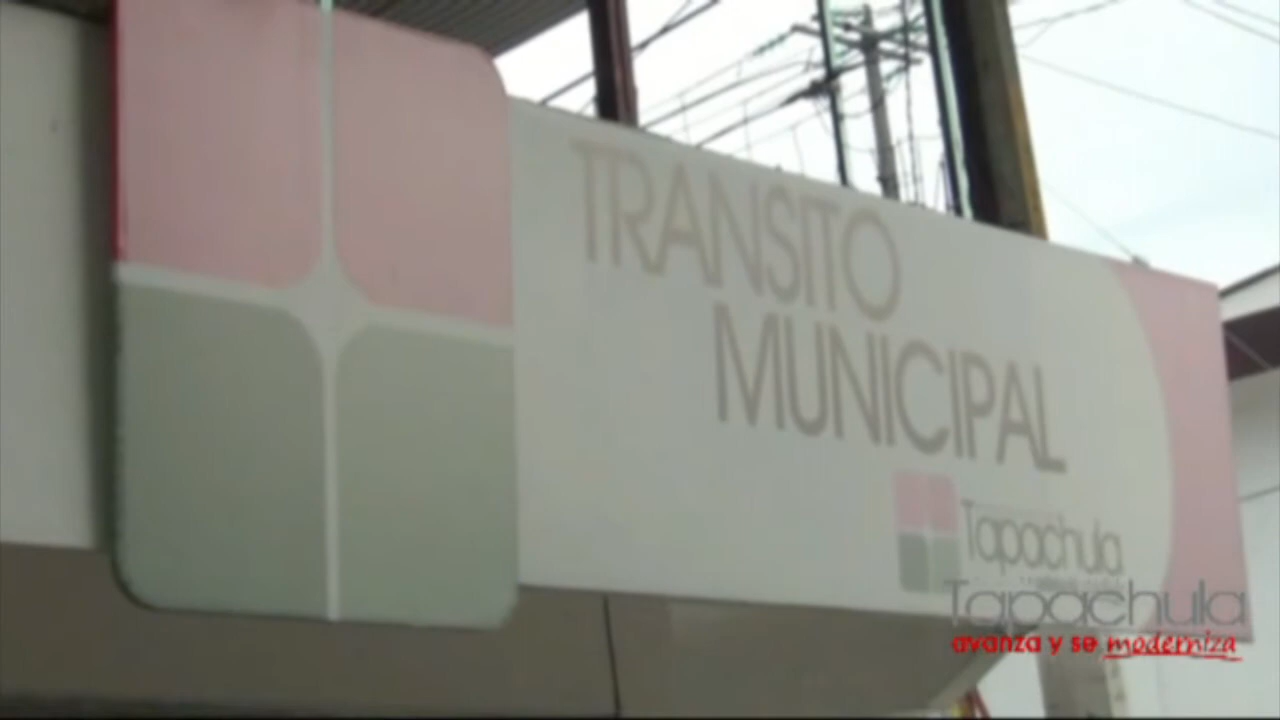 TRANSITO
MUNICIPAL
Tapachula
Tapachula
avanza y se moderniza